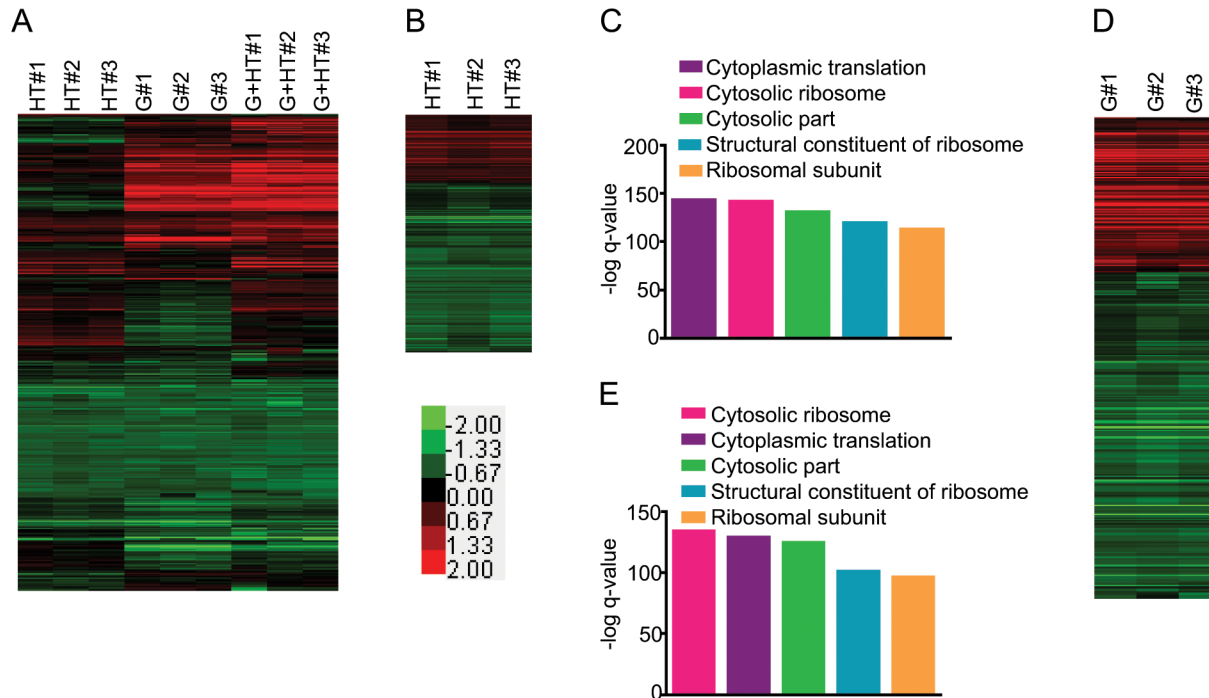 A
HT#1
HT#2
HT#3
G#1
G#2
G#3
G+HT#1
G+HT#2
G+HT#3
B
HT#1
HT#2
HT#3
-2.00
-1.33
-0.67
0.00
0.67
1.33
2.00
C
Cytoplasmic translation
Cytosolic ribosome
Cytosolic part
Structural constituent of ribosome
Ribosomal subunit
-log q-value
200
150
100
50
0
D
G#1
G#2
G#3
E
Cytosolic ribosome
Cytoplasmic translation
Cytosolic part
Structural constituent of ribosome
Ribosomal subunit
-log q-value
150
100
50
0